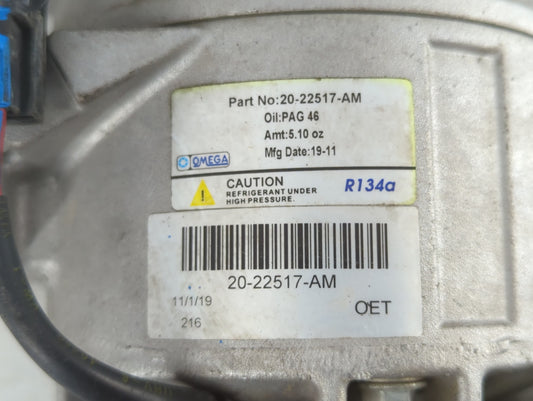 Part No:20-22517-AM
Oil:PAG 46
Amt:5.10 oz
Mfg Date:19-11
OMEGA
CAUTION
REFRIGERANT UNDER
HIGH PRESSURE.
R134a
20-22517-AM
11/1/19
OET
216